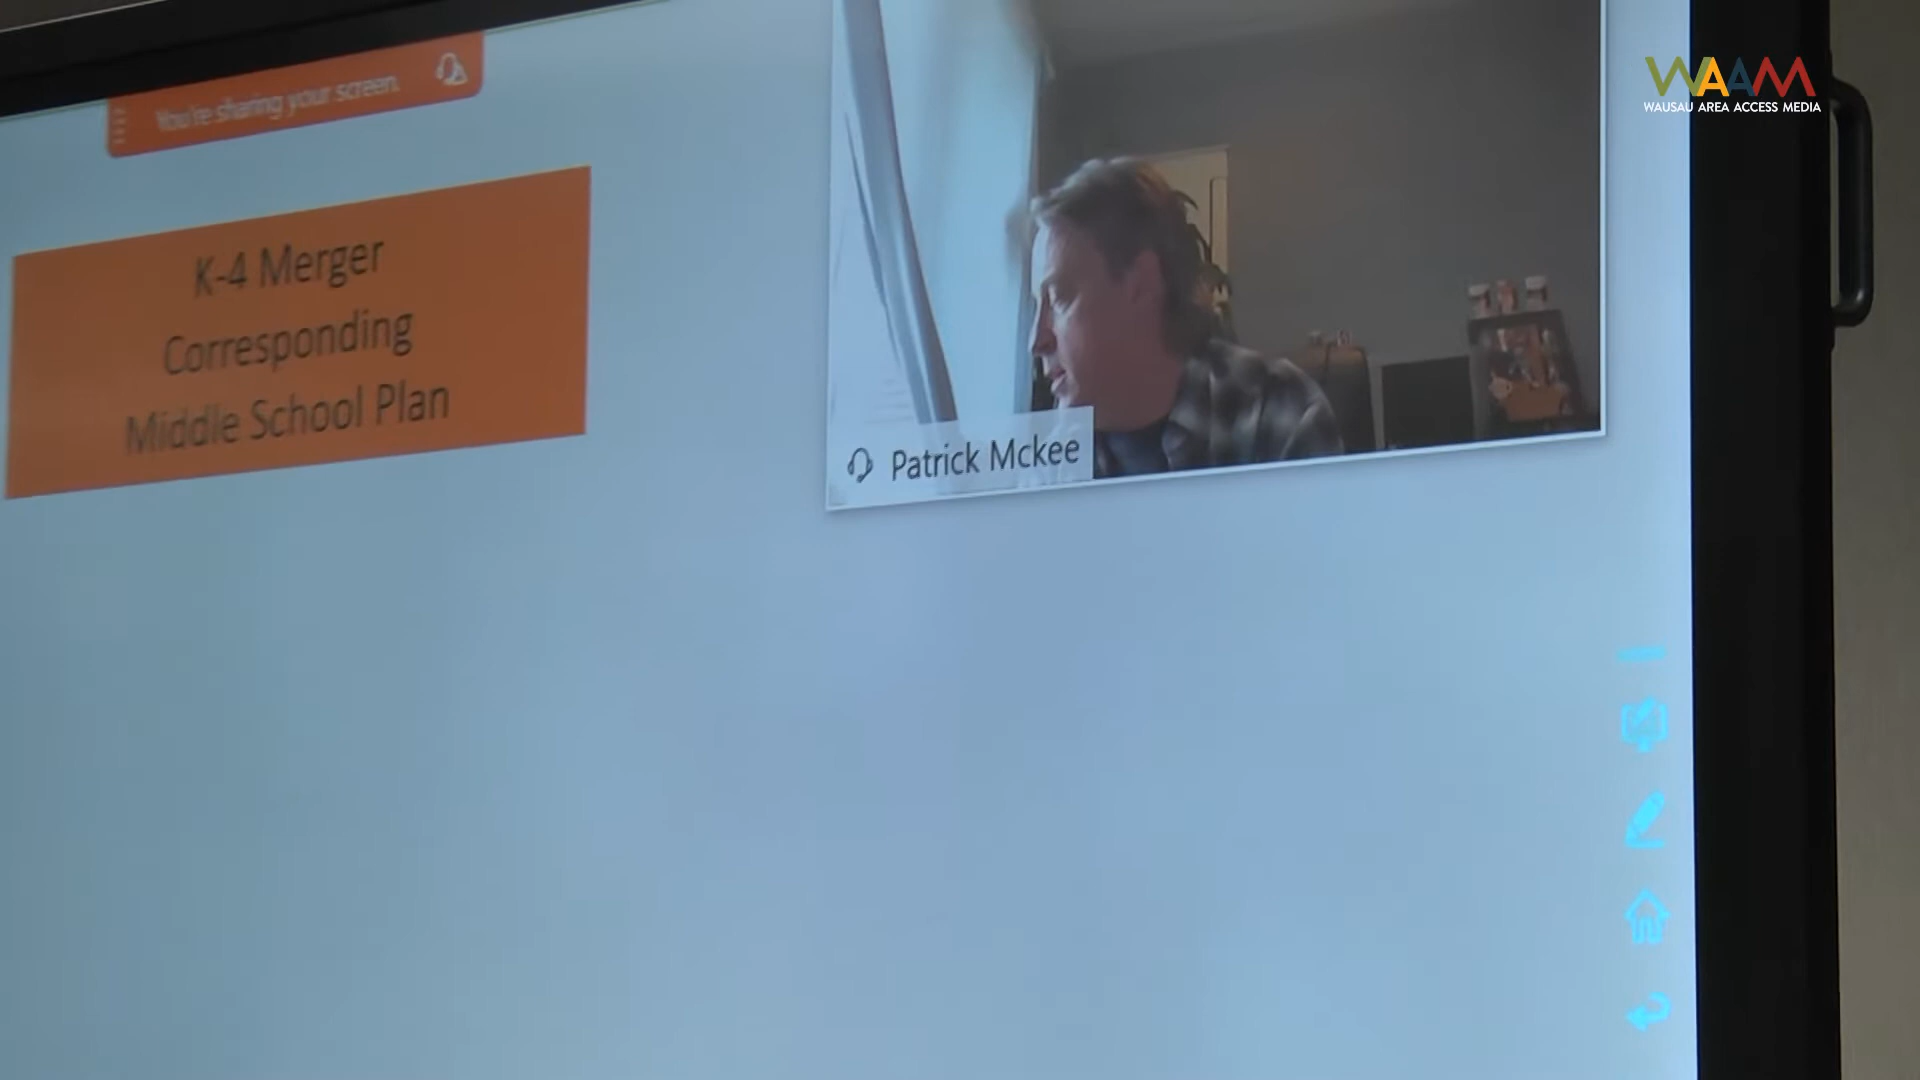 WAAM
WAUSAU AREA ACCESS MEDIA
You're sharing your screen.
K-4 Merger
Corresponding
Middle School Plan
Patrick Mckee